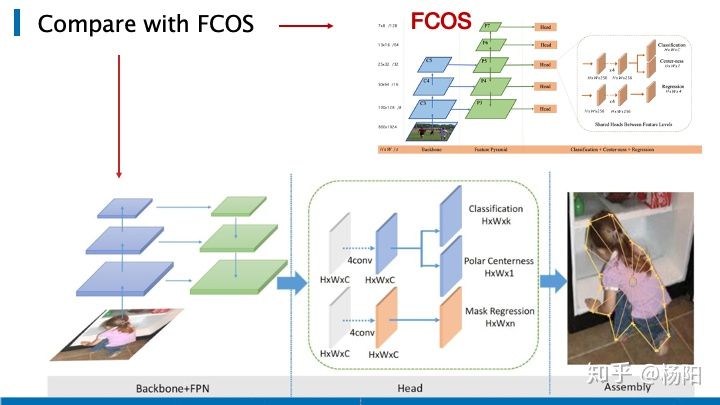 Compare with FCOS
FCOS
7x8 /128
13x16 /64
25x32 /32
50x64 /16
100x128 /8
800x1024
P7
P6
C5
P5
C4
P4
C3
P3
Head
Head
Head
Head
Head
Classification
HxWxC
Center-ness
HxWx1
Regression
HxWx4
x4
HxWx256
HxWx256
x4
HxWx256
HxWx256
Shared Heads Between Feature Levels
HxW /s
Backbone
Feature Pyramid
Classification + Center-ness + Regression
Classification
HxWxk
4conv
HxWxC
HxWxC
Polar Centerness
HxWx1
Mask Regression
HxWxn
4conv
HxWxC
HxWxC
Backbone+FPN
Head
Assembly
知乎 @杨阳